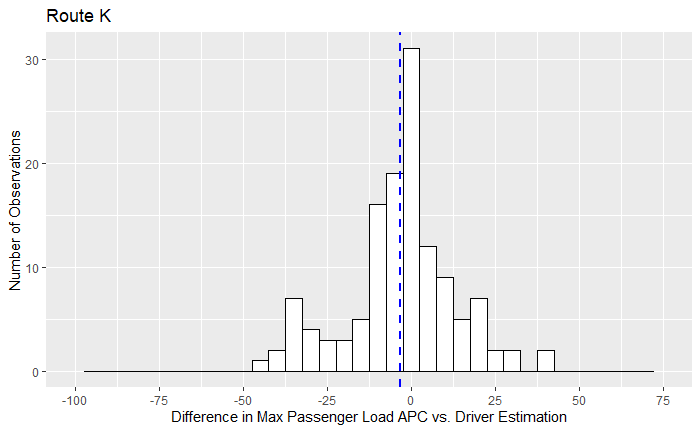 Route K
Number of Observations
30
20
10
0
-100 -75 -50 -25 0 25 50 75
Difference in Max Passenger Load APC vs. Driver Estimation